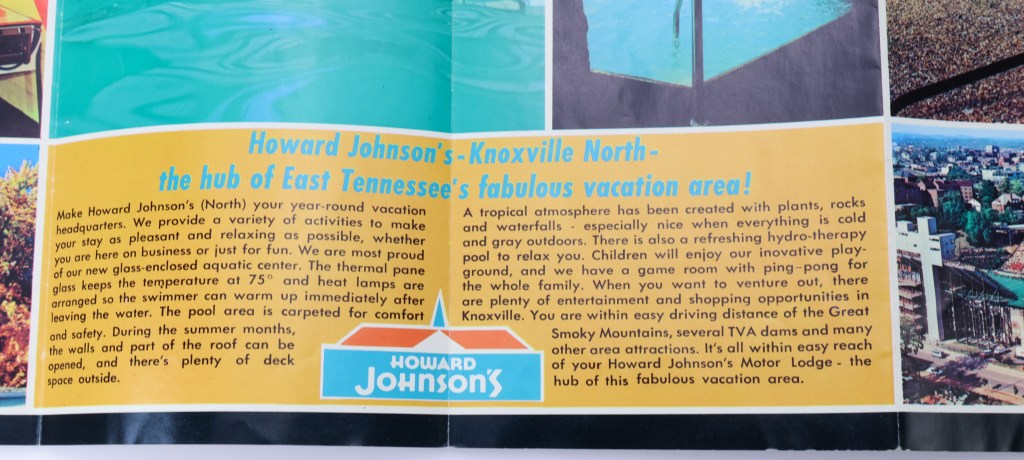 Howard Johnson's - Knoxville North -
the hub of East Tennessee's fabulous vacation area!
Make Howard Johnson's (North) your year-round vacation
headquarters. We provide a variety of activities to make
your stay as pleasant and relaxing as possible, whether
you are here on business or just for fun. We are most proud
of our new glass-enclosed aquatic center. The thermal pane
glass keeps the temperature at 75° and heat lamps are
arranged so the swimmer can warm up immediately after
leaving the water. The pool area is carpeted for comfort
and safety. During the summer months,
the walls and part of the roof can be
opened, and there's plenty of deck
space outside.
A tropical atmosphere has been created with plants, rocks
and waterfalls - especially nice when everything is cold
and gray outdoors. There is also a refreshing hydro-therapy
pool to relax you. Children will enjoy our inovative play-
ground, and we have a game room with ping-pong for
the whole family. When you want to venture out, there
are plenty of entertainment and shopping opportunities in
Knoxville. You are within easy driving distance of the Great
Smoky Mountains, several TVA dams and many
other area attractions. It's all within easy reach
of your Howard Johnson's Motor Lodge - the
hub of this fabulous vacation area.
HOWARD
JOHNSON'S